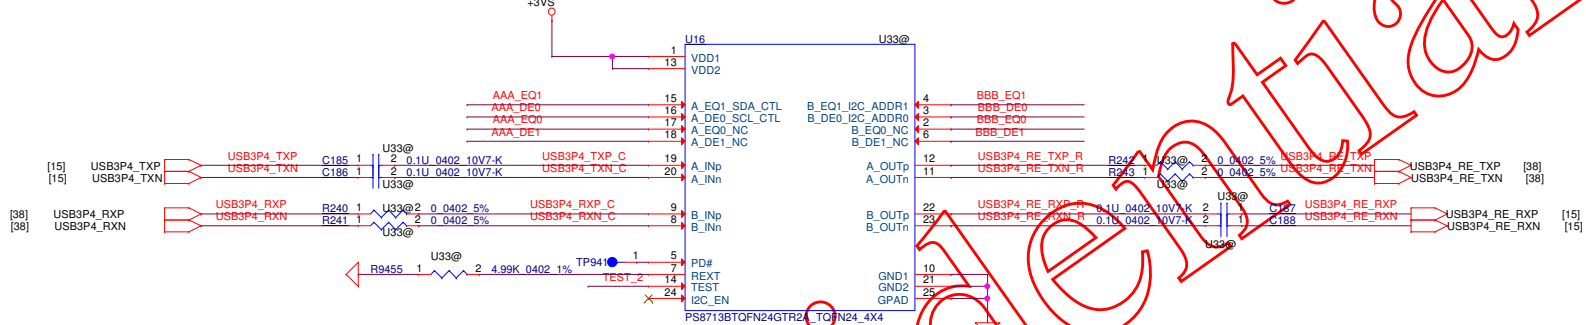 +3VS
U16 U33@
1 VDD1
13 VDD2
AAA_EQ1 15 A_EQ1_SDA_CTL B_EQ1_I2C_ADDR1 4 BBB_EQ1
AAA_DE0 16 A_DE0_SCL_CTL B_DE0_I2C_ADDR0 3 BBB_DE0
AAA_EQ0 17 A_EQ0_NC B_EQ0_NC 2 BBB_EQ0
AAA_DE1 18 A_DE1_NC B_DE1_NC 6 BBB_DE1
U33@
[15] USB3P4_TXP USB3P4_TXP C185 1 2 0.1U_0402_10V7-K USB3P4_TXP_C 19 A_INp A_OUTp 12 USB3P4_RE_TXP_R R242 1 U33@ 2 0_0402_5% USB3P4_RE_TXP USB3P4_RE_TXP [38]
[15] USB3P4_TXN USB3P4_TXN C186 1 2 0.1U_0402_10V7-K USB3P4_TXN_C 20 A_INn A_OUTn 11 USB3P4_RE_TXN_R R243 1 2 0_0402_5% USB3P4_RE_TXN USB3P4_RE_TXN [38]
U33@ U33@
[38] USB3P4_RXP USB3P4_RXP R240 1 2 0_0402_5% USB3P4_RXP_C 9 B_INp B_OUTp 22 USB3P4_RE_RXP_R 0.1U_0402_10V7-K 2 1 C187 USB3P4_RE_RXP USB3P4_RE_RXP [15]
[38] USB3P4_RXN USB3P4_RXN R241 1 2 0_0402_5% USB3P4_RXN_C 8 B_INn B_OUTn 23 USB3P4_RE_RXN_R 0.1U_0402_10V7-K 2 1 C188 USB3P4_RE_RXN USB3P4_RE_RXN [15]
U33@ U33@
U33@ TP941 1 5 PD#
R9455 1 2 4.99K_0402_1% 7 REXT GND1 10
TEST_2 14 TEST GND2 21
24 I2C_EN GPAD 25
PS8713BTQFN24GTR2A_TQFN24_4X4